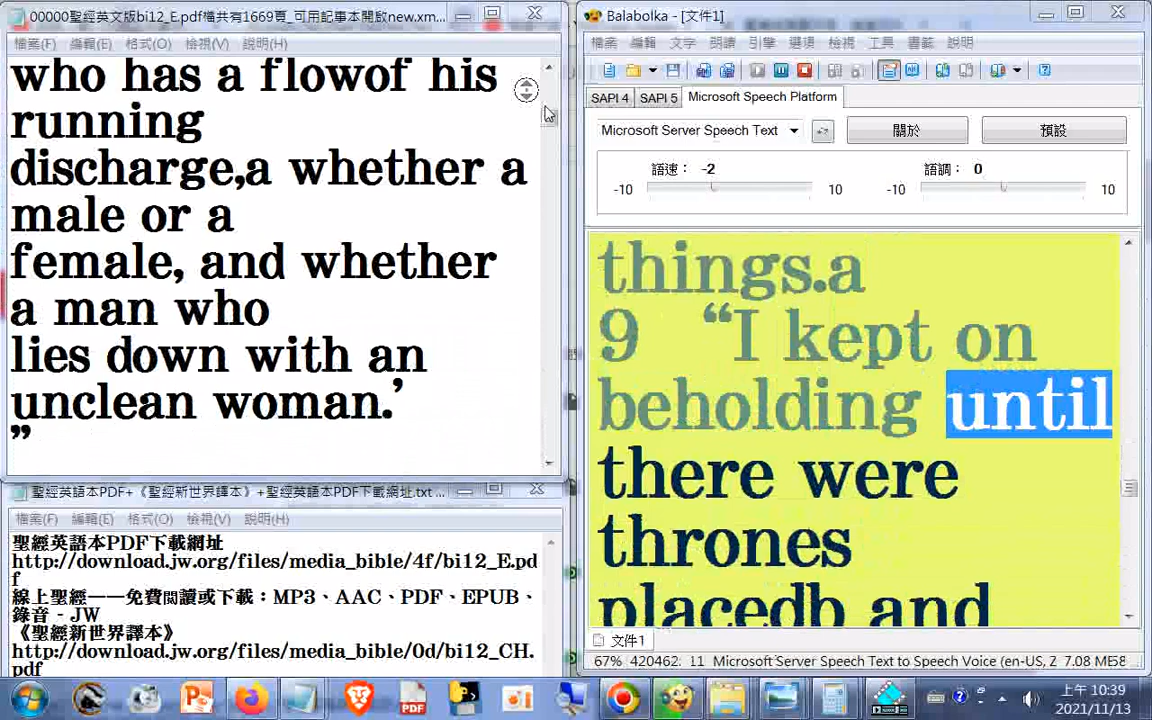 00000聖經英文版bi12_E.pdf檔共有1669頁_可用記事本開啟new.xm...
檔案(F) 編輯(E) 格式(O) 檢視(V) 說明(H)
who has a flowof his
running
discharge,a whether a
male or a
female, and whether
a man who
lies down with an
unclean woman.’
”
聖經英語本PDF+《聖經新世界譯本》+聖經英語本PDF下載網址.txt ...
檔案(F) 編輯(E) 格式(O) 檢視(V) 說明(H)
聖經英語本PDF下載網址
http://download.jw.org/files/media_bible/4f/bi12_E.pd
f
線上聖經——免費閱讀或下載：MP3、AAC、PDF、EPUB、
錄音 - JW
《聖經新世界譯本》
http://download.jw.org/files/media_bible/0d/bi12_CH.
pdf
Balabolka - [文件1]
檔案 編輯 文字 朗讀 引擎 選項 檢視 工具 書籤 說明
SAPI 4 SAPI 5 Microsoft Speech Platform
Microsoft Server Speech Text 關於 預設
語速： -2 語調： 0
-10 10 -10 10
things.a
9 “I kept on
beholding until
there were
thrones
placedb and
文件1
67% 420462: 11 Microsoft Server Speech Text to Speech Voice (en-US, Z 7.08 ME58
上午 10:39
2021/11/13